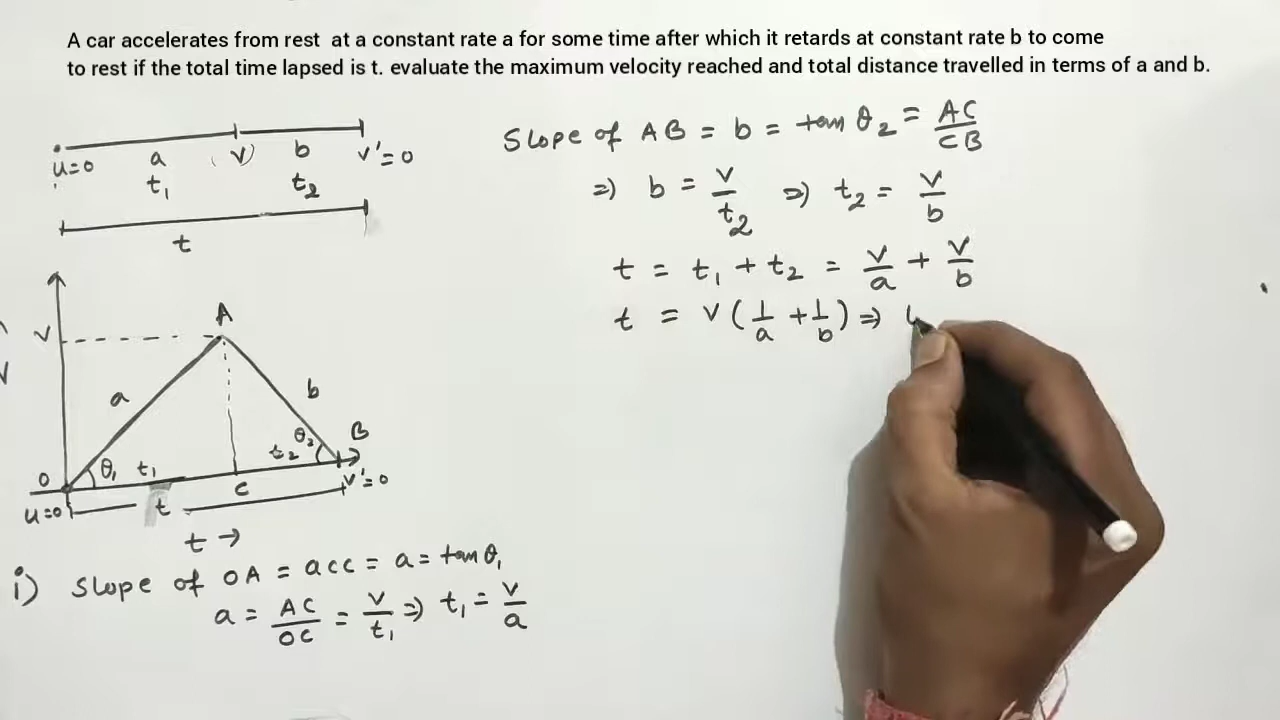 A car accelerates from rest at a constant rate a for some time after which it retards at constant rate b to come
to rest if the total time lapsed is t. evaluate the maximum velocity reached and total distance travelled in terms of a and b.
u=0 a (v) b v'=0
t₁ t₂
t
v
A
a b
O θ₁ t₁ C t₂ θ₂ B
u=0 t v'=0
t →
i) Slope of OA = acc = a = tan θ₁
a = AC/OC = v/t₁ ⇒ t₁ = v/a
Slope of AB = b = tan θ₂ = AC/CB
⇒ b = v/t₂ ⇒ t₂ = v/b
t = t₁ + t₂ = v/a + v/b
t = v(1/a + 1/b) ⇒